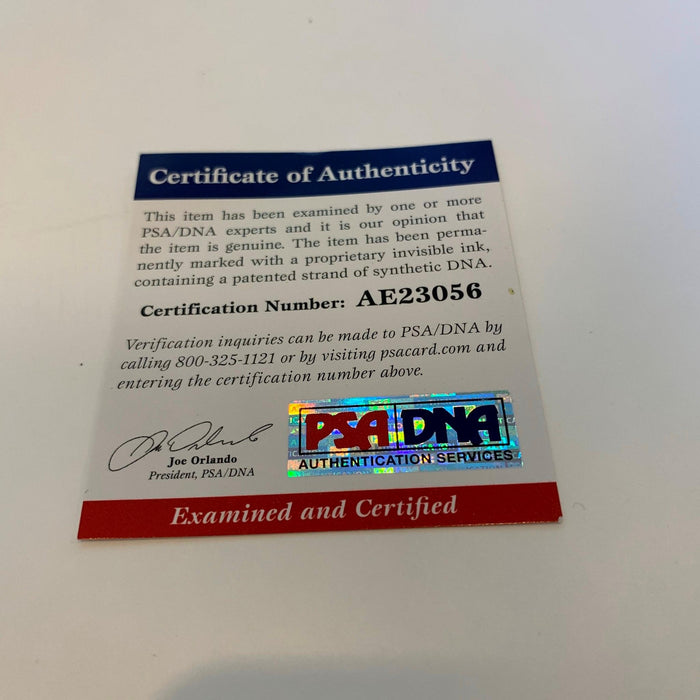 Certificate of Authenticity
This item has been examined by one or more
PSA/DNA experts and it is our opinion that
the item is genuine. The item has been perma-
nently marked with a proprietary invisible ink,
containing a patented strand of synthetic DNA.
Certification Number: AE23056
Verification inquiries can be made to PSA/DNA by
calling 800-325-1121 or by visiting psacard.com and
entering the certification number above.
Joe Orlando
President, PSA/DNA
PSA DNA
AUTHENTICATION SERVICES
Examined and Certified